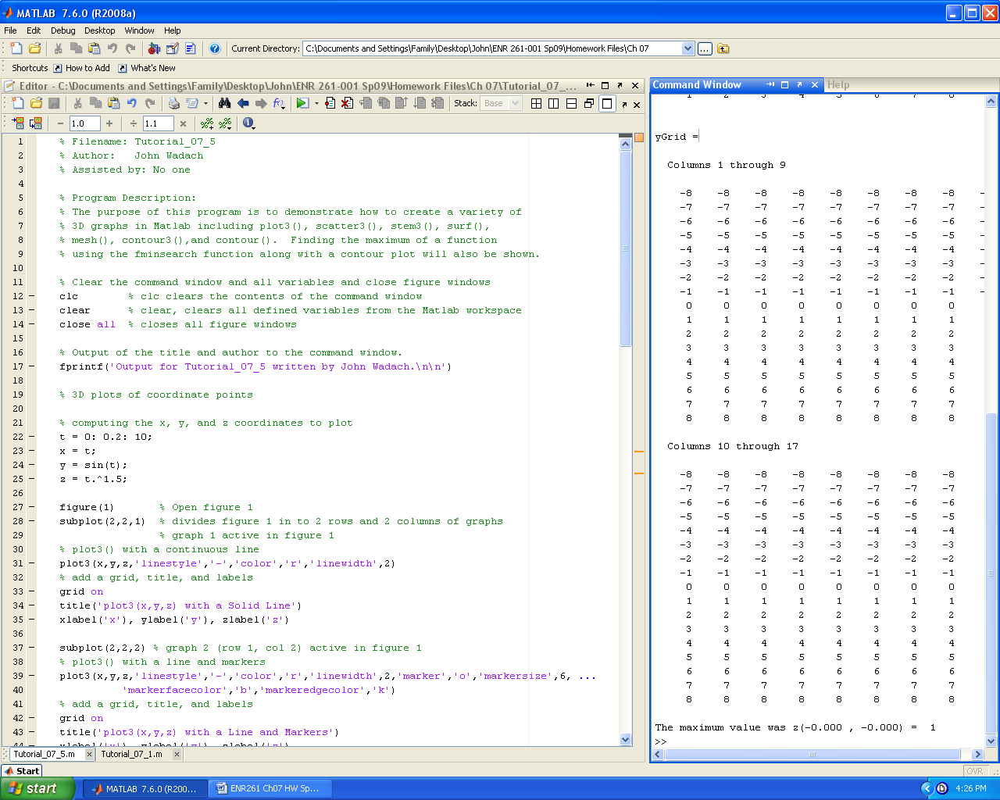 MATLAB 7.6.0 (R2008a)
File Edit Debug Desktop Window Help
Current Directory: C:\Documents and Settings\Family\Desktop\John\ENR 261-001 Sp09\Homework Files\Ch 07
Shortcuts How to Add What's New
Editor - C:\Documents and Settings\Family\Desktop\John\ENR 261-001 Sp09\Homework Files\Ch 07\Tutorial_07_...
Stack: Base
1.0 1.1
1 % Filename: Tutorial_07_5
2 % Author:   John Wadach
3 % Assisted by: No one
4
5 % Program Description:
6 % The purpose of this program is to demonstrate how to create a variety of
7 % 3D graphs in Matlab including plot3(), scatter3(), stem3(), surf(),
8 % mesh(), contour3(),and contour().  Finding the maximum of a function
9 % using the fminsearch function along with a contour plot will also be shown.
10
11 % Clear the command window and all variables and close figure windows
12 clc        % clc clears the contents of the command window
13 clear      % clear, clears all defined variables from the Matlab workspace
14 close all  % closes all figure windows
15
16 % Output of the title and author to the command window.
17 fprintf('Output for Tutorial_07_5 written by John Wadach.\n\n')
18
19 % 3D plots of coordinate points
20
21 % computing the x, y, and z coordinates to plot
22 t = 0: 0.2: 10;
23 x = t;
24 y = sin(t);
25 z = t.^1.5;
26
27 figure(1)       % Open figure 1
28 subplot(2,2,1)  % divides figure 1 in to 2 rows and 2 columns of graphs
29                 % graph 1 active in figure 1
30 % plot3() with a continuous line
31 plot3(x,y,z,'linestyle','-','color','r','linewidth',2)
32 % add a grid, title, and labels
33 grid on
34 title('plot3(x,y,z) with a Solid Line')
35 xlabel('x'), ylabel('y'), zlabel('z')
36
37 subplot(2,2,2) % graph 2 (row 1, col 2) active in figure 1
38 % plot3() with a line and markers
39 plot3(x,y,z,'linestyle','-','color','r','linewidth',2,'marker','o','markersize',6, ...
40           'markerfacecolor','b','markeredgecolor','k')
41 % add a grid, title, and labels
42 grid on
43 title('plot3(x,y,z) with a Line and Markers')
44 xlabel('x'), ylabel('y'), zlabel('z')
Tutorial_07_5.m Tutorial_07_1.m
Command Window Help
1 2 3 4 5 6 7 8
yGrid =
Columns 1 through 9
-8 -8 -8 -8 -8 -8 -8 -8 -
-7 -7 -7 -7 -7 -7 -7 -7 -
-6 -6 -6 -6 -6 -6 -6 -6 -
-5 -5 -5 -5 -5 -5 -5 -5 -
-4 -4 -4 -4 -4 -4 -4 -4 -
-3 -3 -3 -3 -3 -3 -3 -3 -
-2 -2 -2 -2 -2 -2 -2 -2 -
-1 -1 -1 -1 -1 -1 -1 -1 -
0 0 0 0 0 0 0 0
1 1 1 1 1 1 1 1
2 2 2 2 2 2 2 2
3 3 3 3 3 3 3 3
4 4 4 4 4 4 4 4
5 5 5 5 5 5 5 5
6 6 6 6 6 6 6 6
7 7 7 7 7 7 7 7
8 8 8 8 8 8 8 8
Columns 10 through 17
-8 -8 -8 -8 -8 -8 -8 -8
-7 -7 -7 -7 -7 -7 -7 -7
-6 -6 -6 -6 -6 -6 -6 -6
-5 -5 -5 -5 -5 -5 -5 -5
-4 -4 -4 -4 -4 -4 -4 -4
-3 -3 -3 -3 -3 -3 -3 -3
-2 -2 -2 -2 -2 -2 -2 -2
-1 -1 -1 -1 -1 -1 -1 -1
0 0 0 0 0 0 0 0
1 1 1 1 1 1 1 1
2 2 2 2 2 2 2 2
3 3 3 3 3 3 3 3
4 4 4 4 4 4 4 4
5 5 5 5 5 5 5 5
6 6 6 6 6 6 6 6
7 7 7 7 7 7 7 7
8 8 8 8 8 8 8 8
The maximum value was z(-0.000 , -0.000) =  1
>>
Start OVR
start MATLAB 7.6.0 (R200... ENR261 Ch07 HW Sp... 4:26 PM